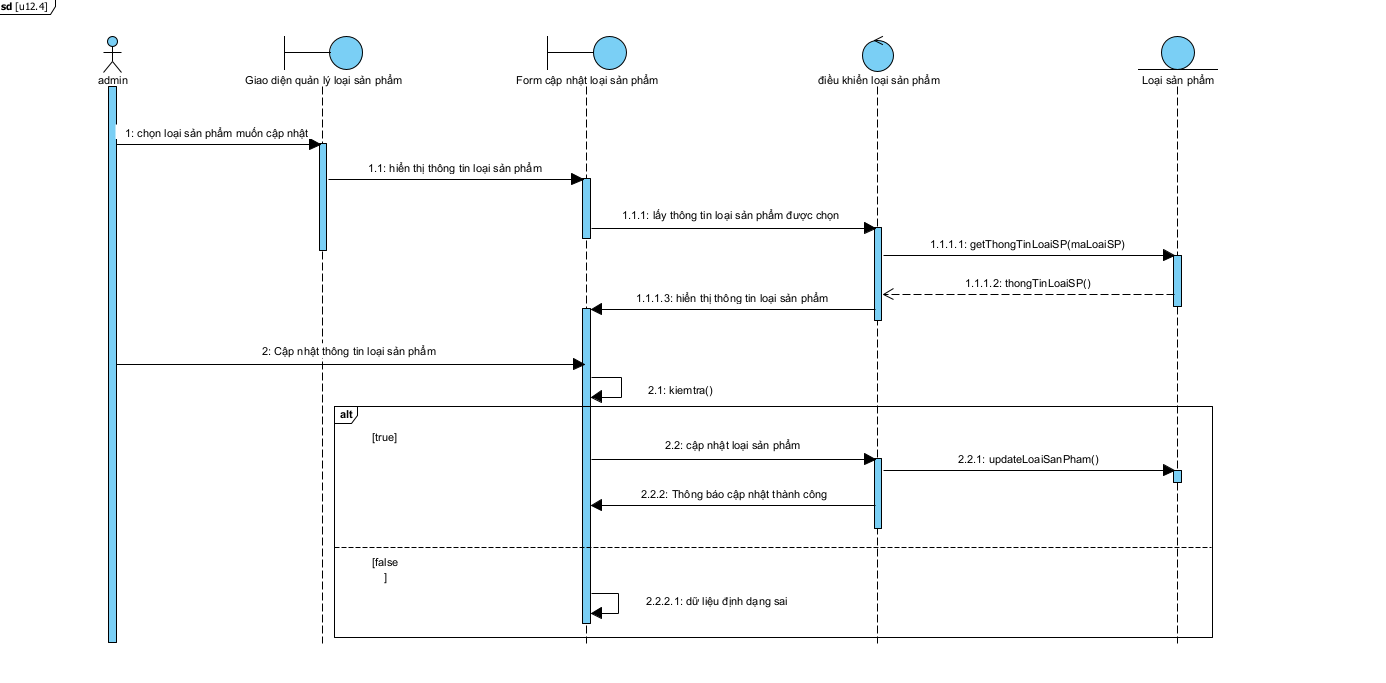 sd [u12.4]
admin
Giao diện quản lý loại sản phẩm
Form cập nhật loại sản phẩm
điều khiển loại sản phẩm
Loại sản phẩm
1: chọn loại sản phẩm muốn cập nhật
1.1: hiển thị thông tin loại sản phẩm
1.1.1: lấy thông tin loại sản phẩm được chọn
1.1.1.1: getThongTinLoaiSP(maLoaiSP)
1.1.1.2: thongTinLoaiSP()
1.1.1.3: hiển thị thông tin loại sản phẩm
2: Cập nhật thông tin loại sản phẩm
2.1: kiemtra()
alt
[true]
2.2: cập nhật loại sản phẩm
2.2.1: updateLoaiSanPham()
2.2.2: Thông báo cập nhật thành công
[false
]
2.2.2.1: dữ liệu định dạng sai